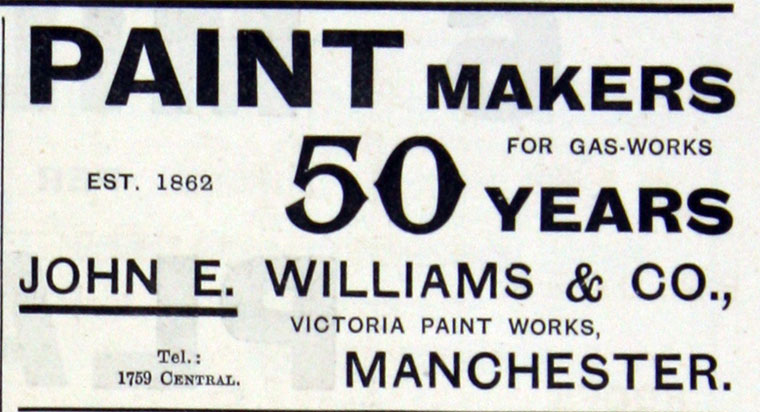 PAINT MAKERS
FOR GAS-WORKS
EST. 1862 50 YEARS
JOHN E. WILLIAMS & CO.,
VICTORIA PAINT WORKS,
Tel.:
1759 CENTRAL. MANCHESTER.